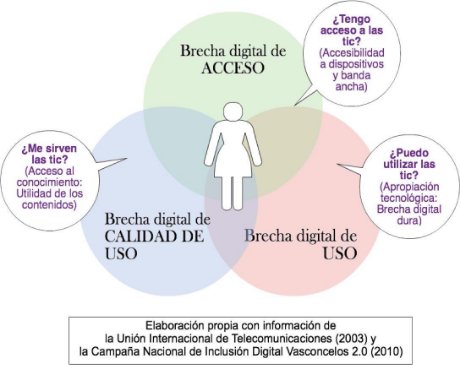 ¿Tengo
acceso a las
tic?
(Accesibilidad
a dispositivos y
banda
ancha)
Brecha digital de
ACCESO
¿Me sirven
las tic?
(Acceso al
conocimiento:
Utilidad de los
contenidos)
¿Puedo
utilizar las
tic?
(Apropiación
tecnológica:
Brecha digital
dura)
Brecha digital de
CALIDAD DE
USO
Brecha digital de
USO
Elaboración propia con información de
la Unión Internacional de Telecomunicaciones (2003) y
la Campaña Nacional de Inclusión Digital Vasconcelos 2.0 (2010)